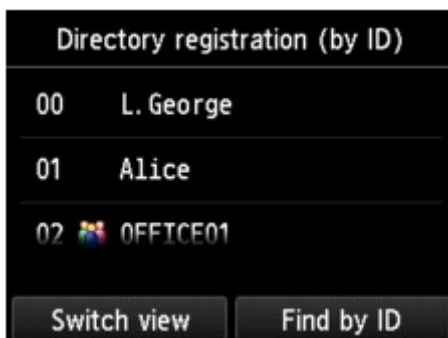 Directory registration (by ID)
00 L.George
01 Alice
02 OFFICE01
Switch view Find by ID